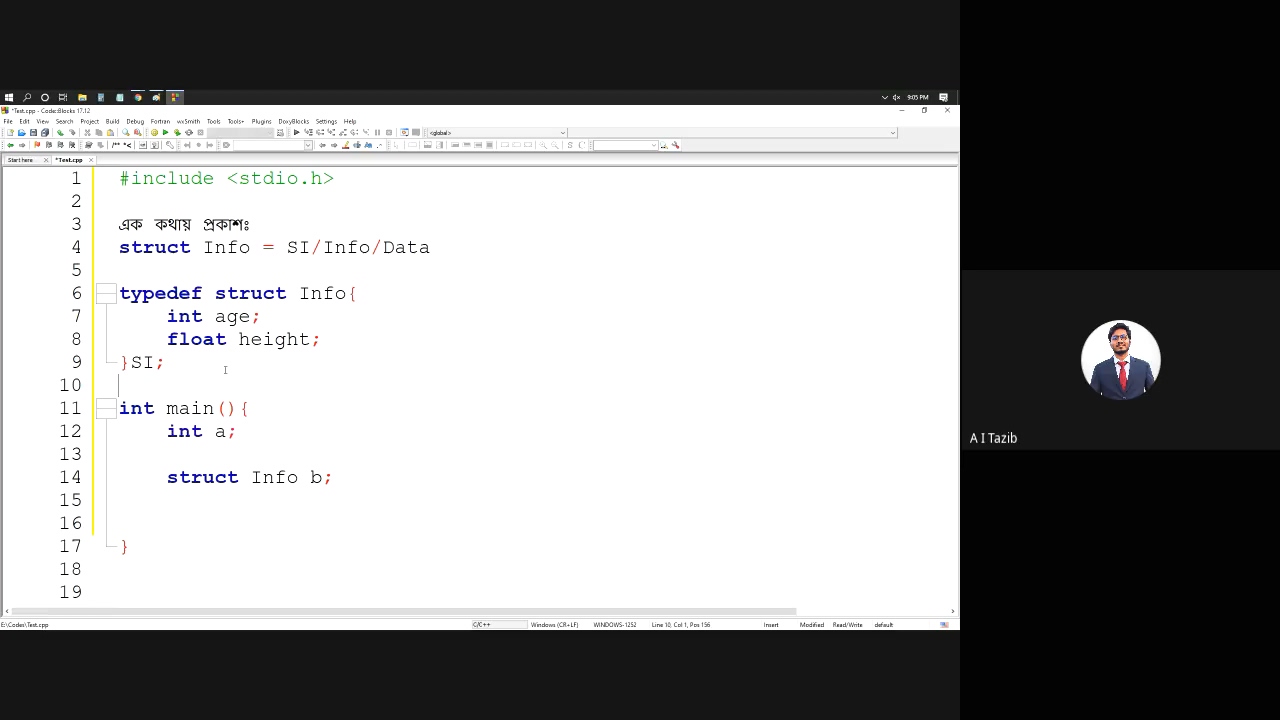 9:05 PM
*Test.cpp - Code::Blocks 17.12
File Edit View Search Project Build Debug Fortran wxSmith Tools Tools+ Plugins DoxyBlocks Settings Help
<global>
Start here
*Test.cpp
1 #include <stdio.h>
2
3 এক কথায় প্রকাশঃ
4 struct Info = SI/Info/Data
5
6 typedef struct Info{
7 int age;
8 float height;
9 }SI;
10
11 int main(){
12 int a;
13
14 struct Info b;
15
16
17 }
18
19
E:\Codes\Test.cpp C/C++ Windows (CR+LF) WINDOWS-1252 Line 10, Col 1, Pos 156 Insert Modified Read/Write default
A I Tazib